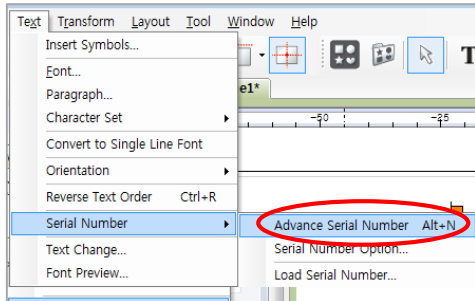 Text Transform Layout Tool Window Help
Insert Symbols...
Font...
Paragraph...
Character Set
Convert to Single Line Font
Orientation
Reverse Text Order Ctrl+R
Serial Number
Text Change...
Font Preview...
T
e1*
-50 -25
Advance Serial Number Alt+N
Serial Number Option...
Load Serial Number...